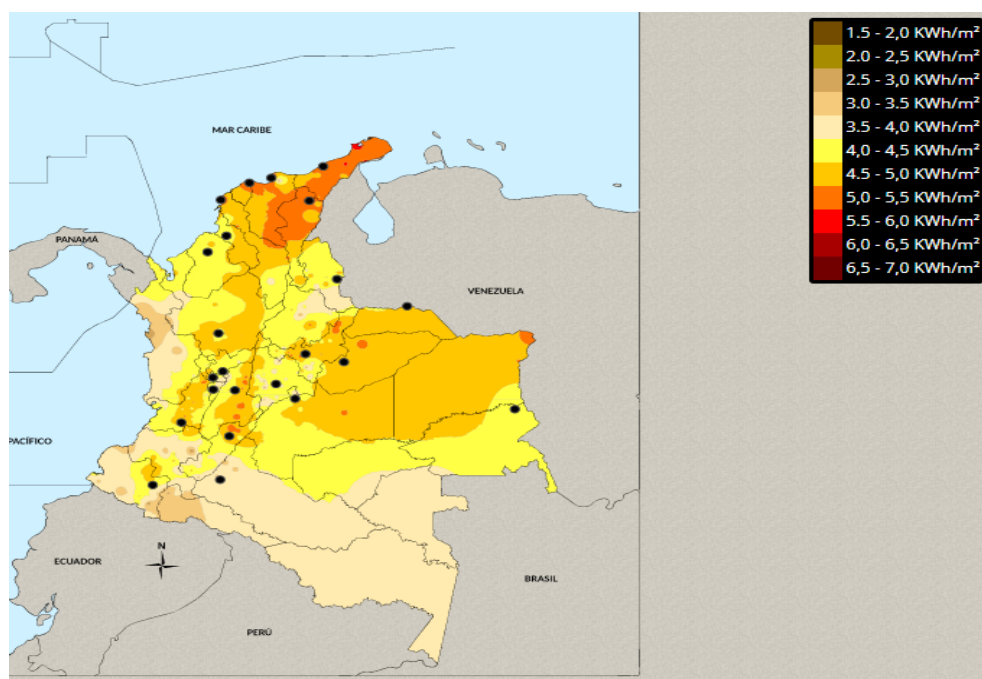 1.5 - 2,0 KWh/m²
2.0 - 2,5 KWh/m²
2.5 - 3,0 KWh/m²
3.0 - 3.5 KWh/m²
3.5 - 4,0 KWh/m²
4,0 - 4,5 KWh/m²
4.5 - 5,0 KWh/m²
5,0 - 5,5 KWh/m²
5.5 - 6,0 KWh/m²
6,0 - 6,5 KWh/m²
6,5 - 7,0 KWh/m²
MAR CARIBE
PANAMÁ
VENEZUELA
PACÍFICO
N
ECUADOR
BRASIL
PERÚ